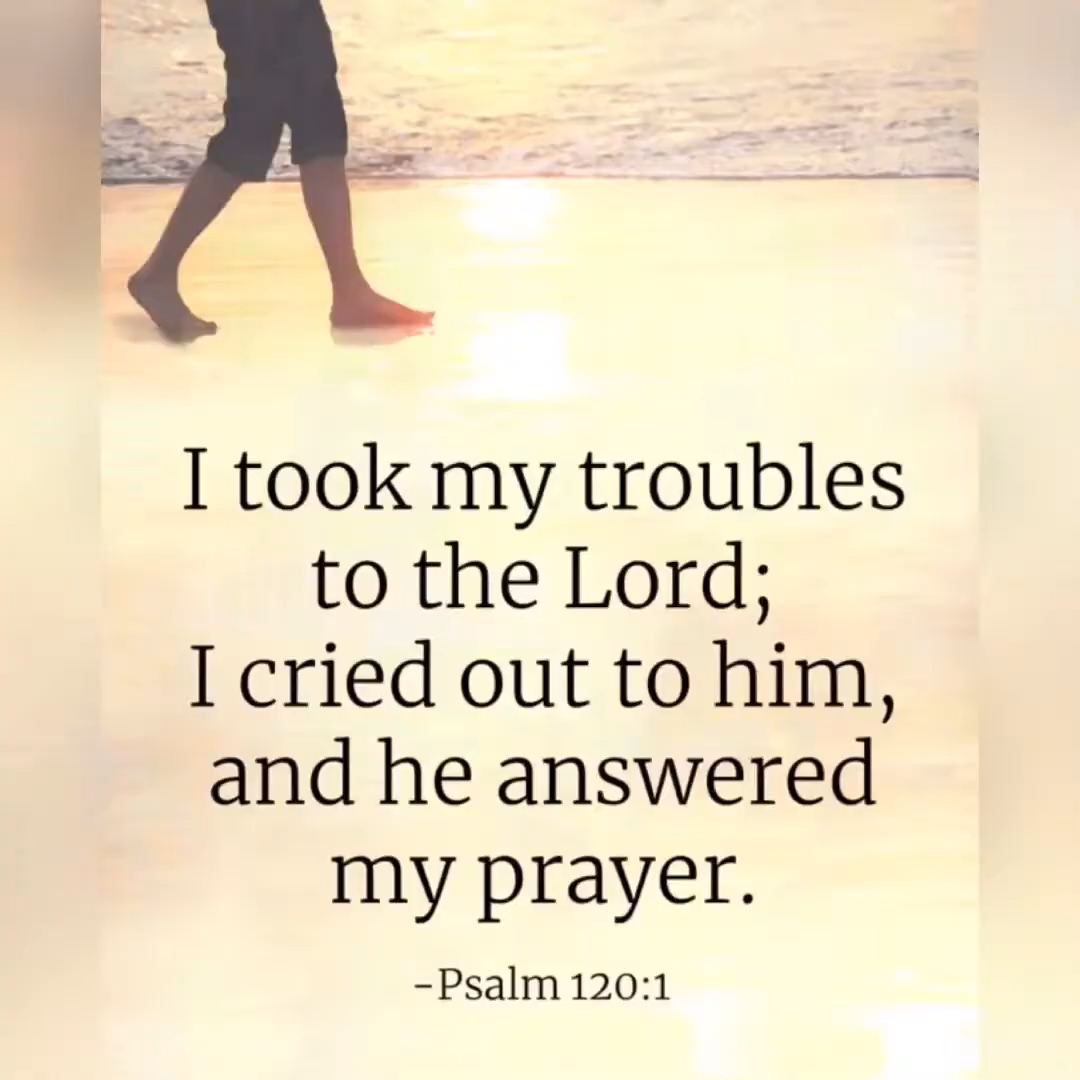 I took my troubles
to the Lord;
I cried out to him,
and he answered
my prayer.
-Psalm 120:1